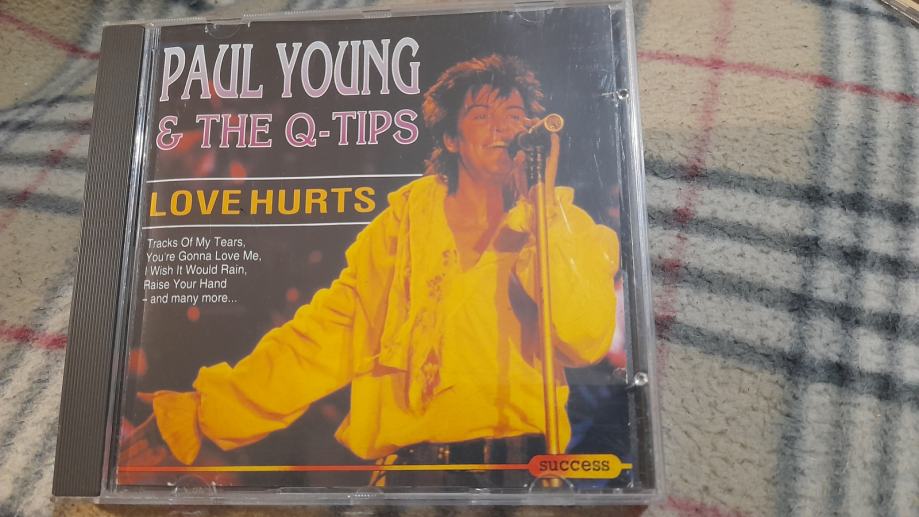 PAUL YOUNG
& THE Q-TIPS
LOVE HURTS
Tracks Of My Tears,
You're Gonna Love Me,
I Wish It Would Rain,
Raise Your Hand
- and many more...
success